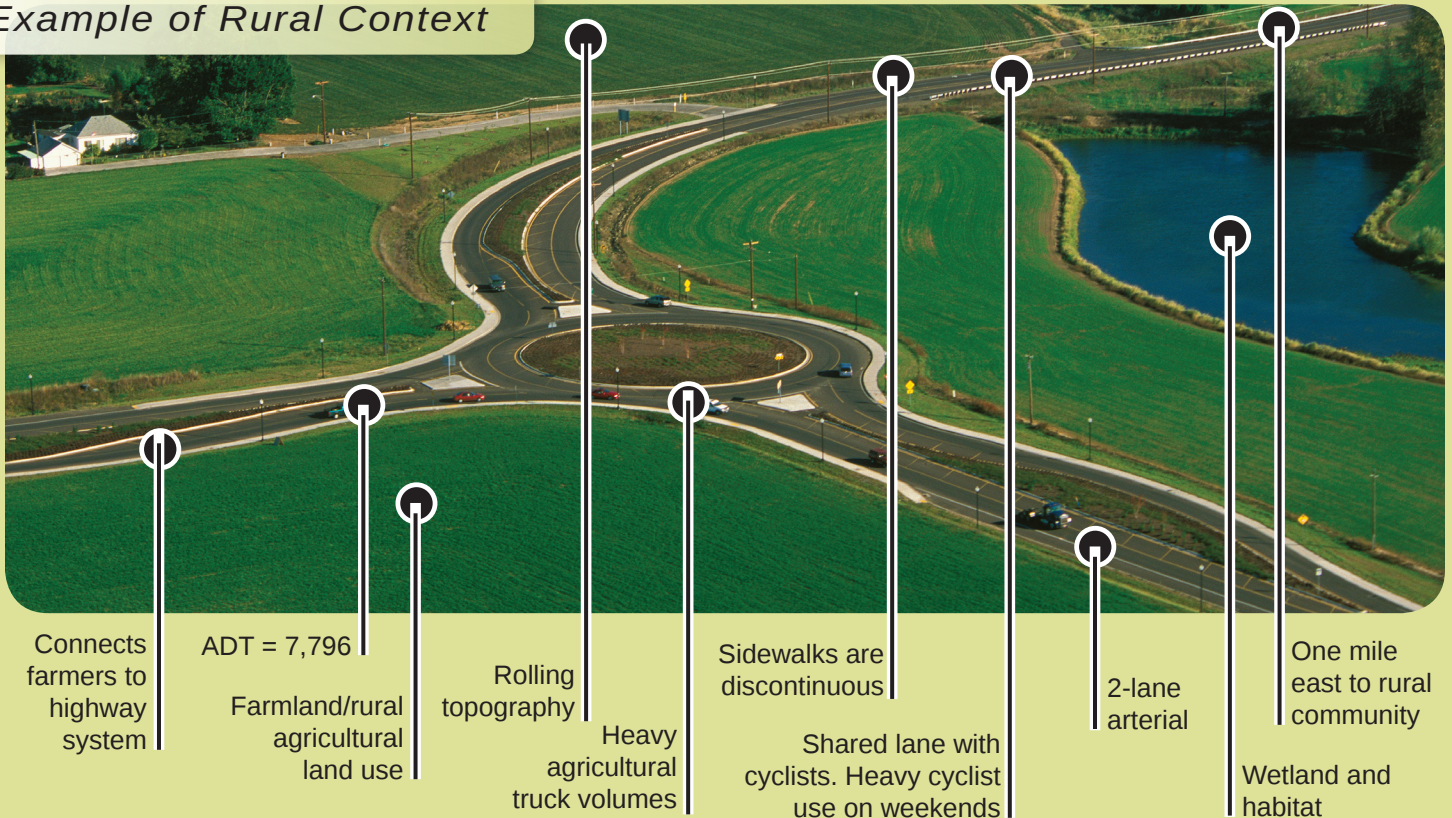 Example of Rural Context
Connects
farmers to
highway
system
ADT = 7,796
Farmland/rural
agricultural
land use
Rolling
topography
Heavy
agricultural
truck volumes
Sidewalks are
discontinuous
Shared lane with
cyclists. Heavy cyclist
use on weekends
2-lane
arterial
Wetland and
habitat
One mile
east to rural
community